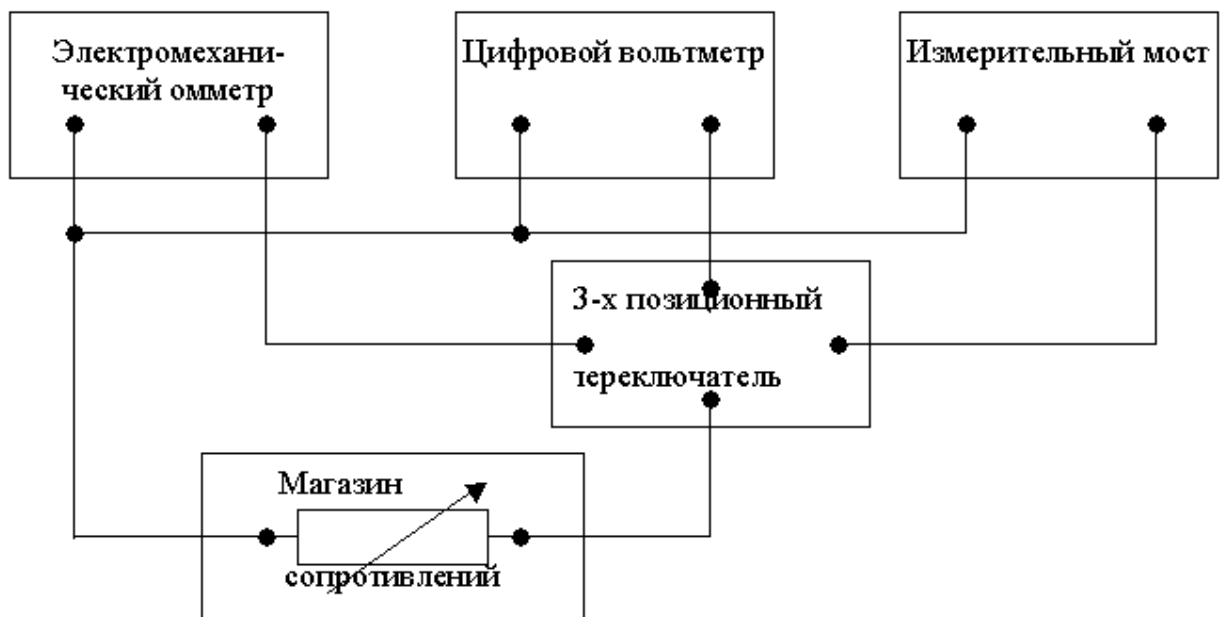 Электромехани-
ческий омметр
Цифровой вольтметр
Измерительный мост
3-х позиционный
переключатель
Магазин
сопротивлений